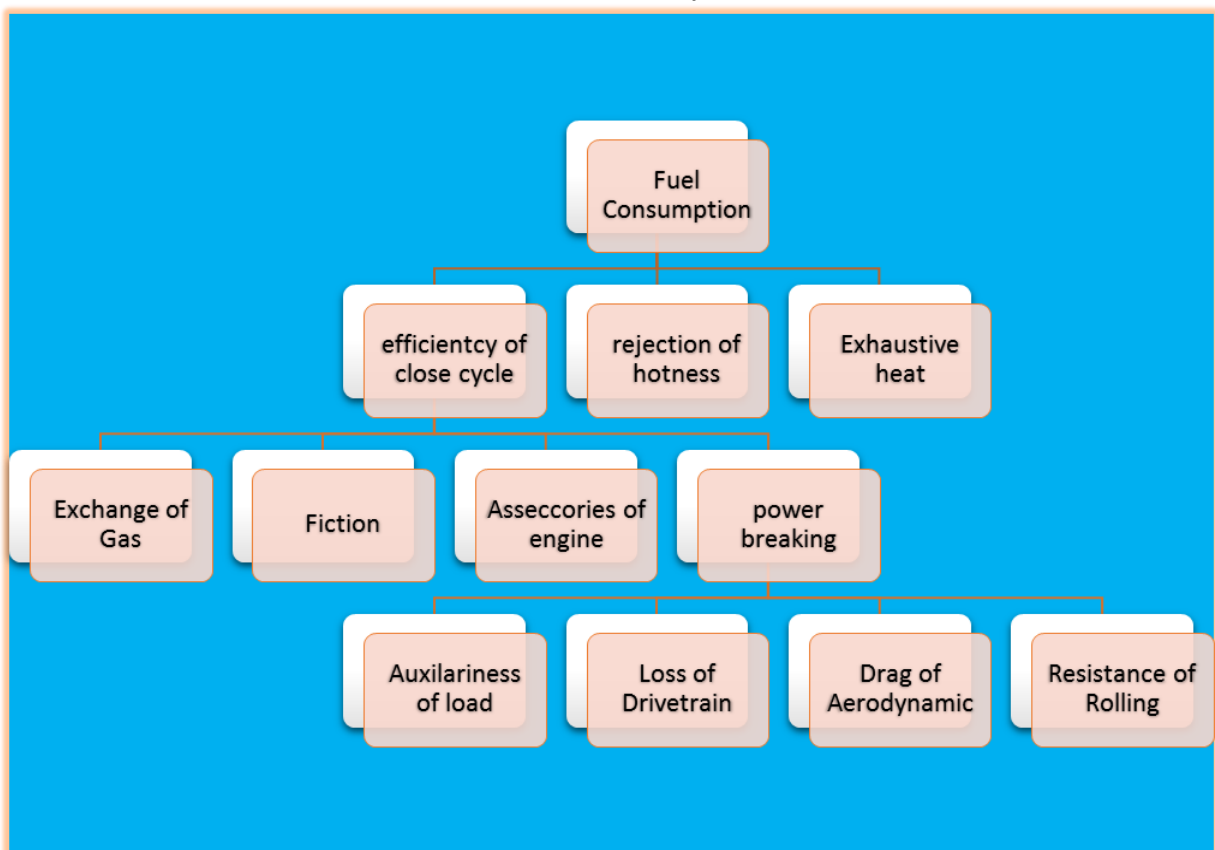 Fuel
Consumption
efficientcy of
close cycle
rejection of
hotness
Exhaustive
heat
Exchange of
Gas
Fiction
Asseccories of
engine
power
breaking
Auxilariness
of load
Loss of
Drivetrain
Drag of
Aerodynamic
Resistance of
Rolling